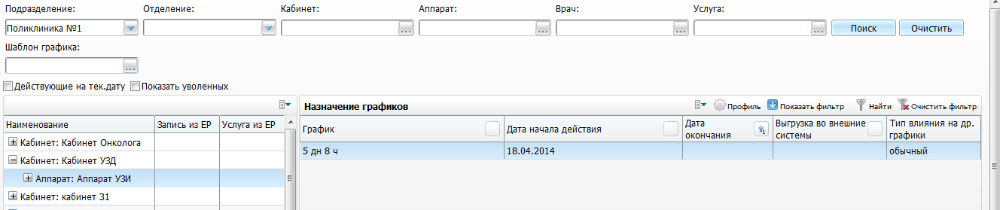 Подразделение: Отделение: Кабинет: Аппарат: Врач: Услуга:
Поликлиника №1 ... ... ... ... Поиск Очистить
Шаблон графика:
...
Действующие на тек.дату Показать уволенных
Назначение графиков Профиль Показать фильтр Найти Очистить фильтр
Наименование Запись из ЕР Услуга из ЕР
График Дата начала действия Дата окончания 1 Выгрузка во внешние системы Тип влияния на др. графики
Кабинет: Кабинет Онколога
5 дн 8 ч 18.04.2014 обычный
Кабинет: Кабинет УЗД
Аппарат: Аппарат УЗИ
Кабинет: кабинет 31